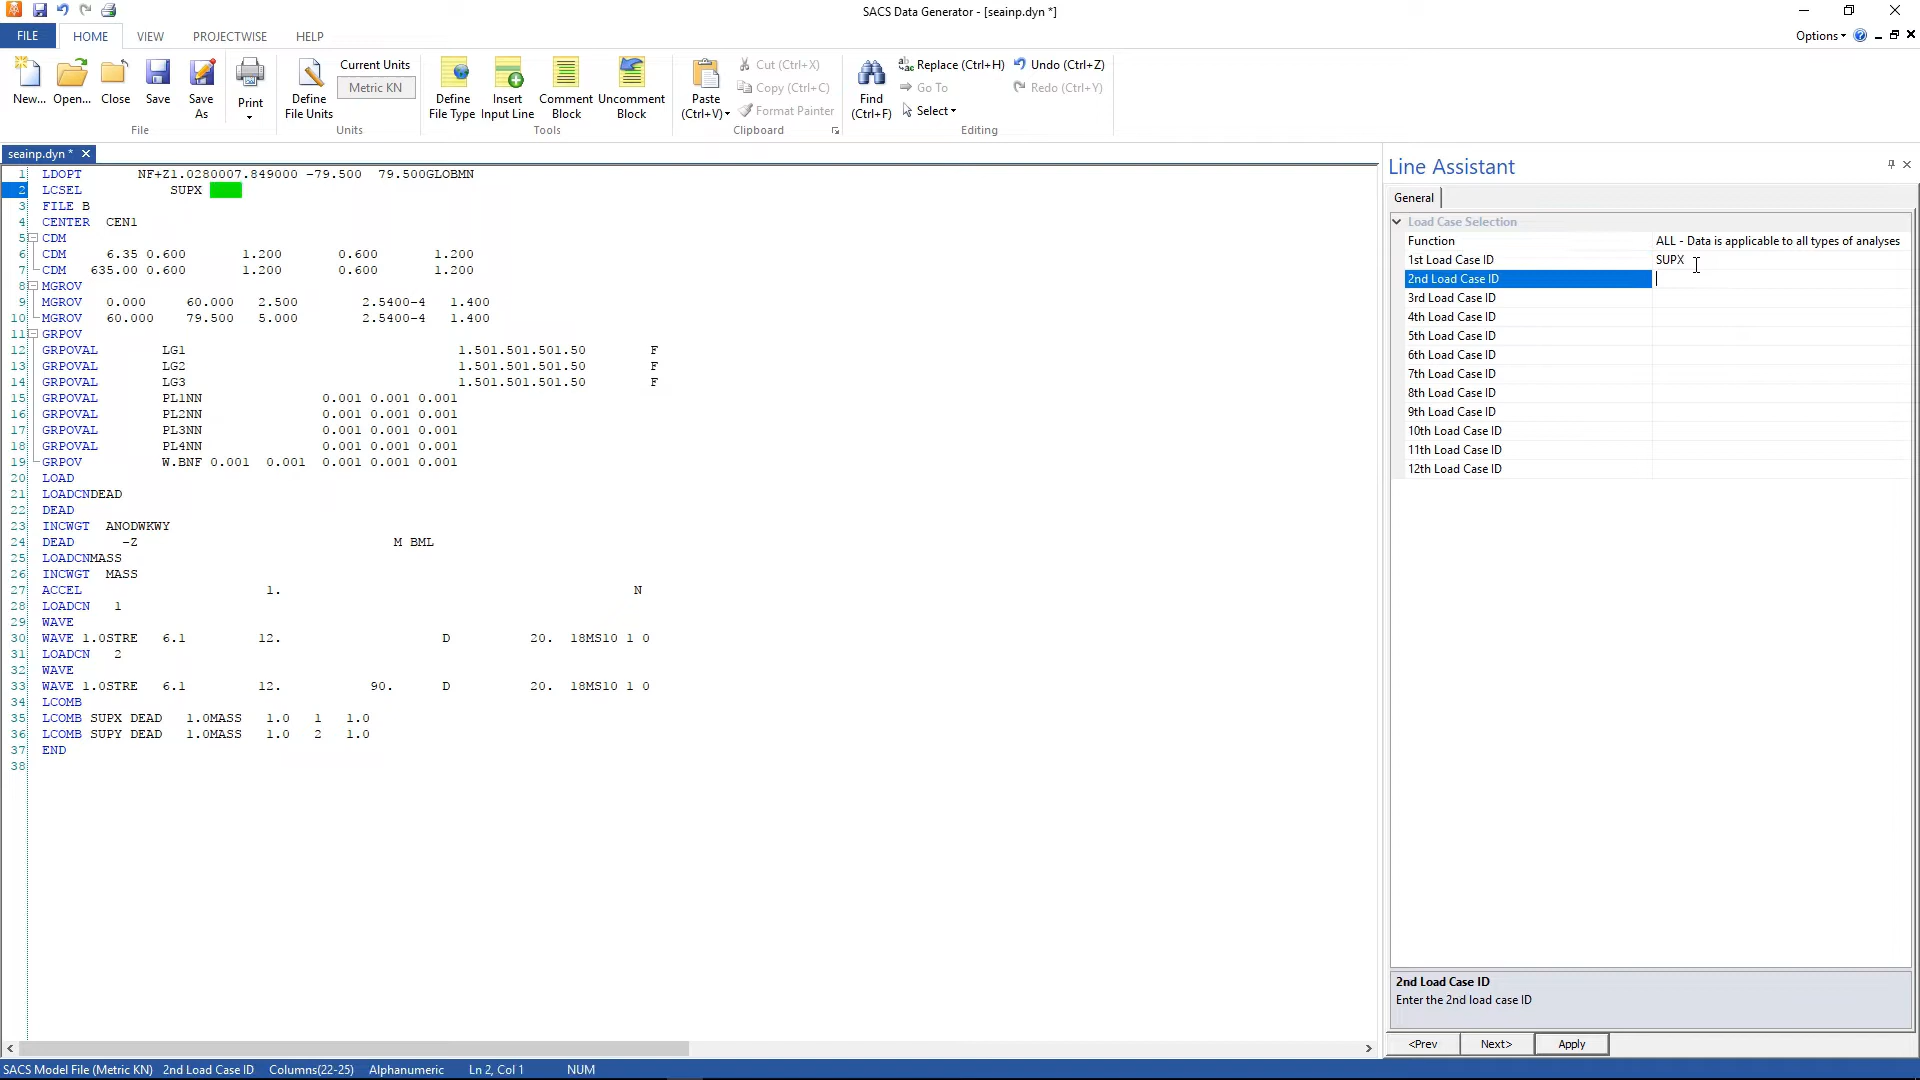 SACS Data Generator - [seainp.dyn *]
FILE HOME VIEW PROJECTWISE HELP
Options
New... Open... Close Save Save As Print
File
Define File Units
Current Units
Metric KN
Units
Define File Type
Insert Input Line
Comment Block
Uncomment Block
Tools
Paste (Ctrl+V)
Cut (Ctrl+X)
Copy (Ctrl+C)
Format Painter
Clipboard
Find (Ctrl+F)
Replace (Ctrl+H)
Go To
Select
Undo (Ctrl+Z)
Redo (Ctrl+Y)
Editing
seainp.dyn *
1 LDOPT NF+Z1.0280007.849000 -79.500 79.500GLOBMN
2 LCSEL SUPX
3 FILE B
4 CENTER CEN1
5 CDM
6 CDM 6.35 0.600 1.200 0.600 1.200
7 CDM 635.00 0.600 1.200 0.600 1.200
8 MGROV
9 MGROV 0.000 60.000 2.500 2.5400-4 1.400
10 MGROV 60.000 79.500 5.000 2.5400-4 1.400
11 GRPOV
12 GRPOVAL LG1 1.501.501.501.50 F
13 GRPOVAL LG2 1.501.501.501.50 F
14 GRPOVAL LG3 1.501.501.501.50 F
15 GRPOVAL PL1NN 0.001 0.001 0.001
16 GRPOVAL PL2NN 0.001 0.001 0.001
17 GRPOVAL PL3NN 0.001 0.001 0.001
18 GRPOVAL PL4NN 0.001 0.001 0.001
19 GRPOV W.BNF 0.001 0.001 0.001 0.001 0.001
20 LOAD
21 LOADCNDEAD
22 DEAD
23 INCWGT ANODWKWY
24 DEAD -Z M BML
25 LOADCNMASS
26 INCWGT MASS
27 ACCEL 1. N
28 LOADCN 1
29 WAVE
30 WAVE 1.0STRE 6.1 12. D 20. 18MS10 1 0
31 LOADCN 2
32 WAVE
33 WAVE 1.0STRE 6.1 12. 90. D 20. 18MS10 1 0
34 LCOMB
35 LCOMB SUPX DEAD 1.0MASS 1.0 1 1.0
36 LCOMB SUPY DEAD 1.0MASS 1.0 2 1.0
37 END
38
Line Assistant
General
Load Case Selection
Function ALL - Data is applicable to all types of analyses
1st Load Case ID SUPX
2nd Load Case ID
3rd Load Case ID
4th Load Case ID
5th Load Case ID
6th Load Case ID
7th Load Case ID
8th Load Case ID
9th Load Case ID
10th Load Case ID
11th Load Case ID
12th Load Case ID
2nd Load Case ID
Enter the 2nd load case ID
<Prev Next> Apply
SACS Model File (Metric KN) 2nd Load Case ID Columns(22-25) Alphanumeric Ln 2, Col 1 NUM